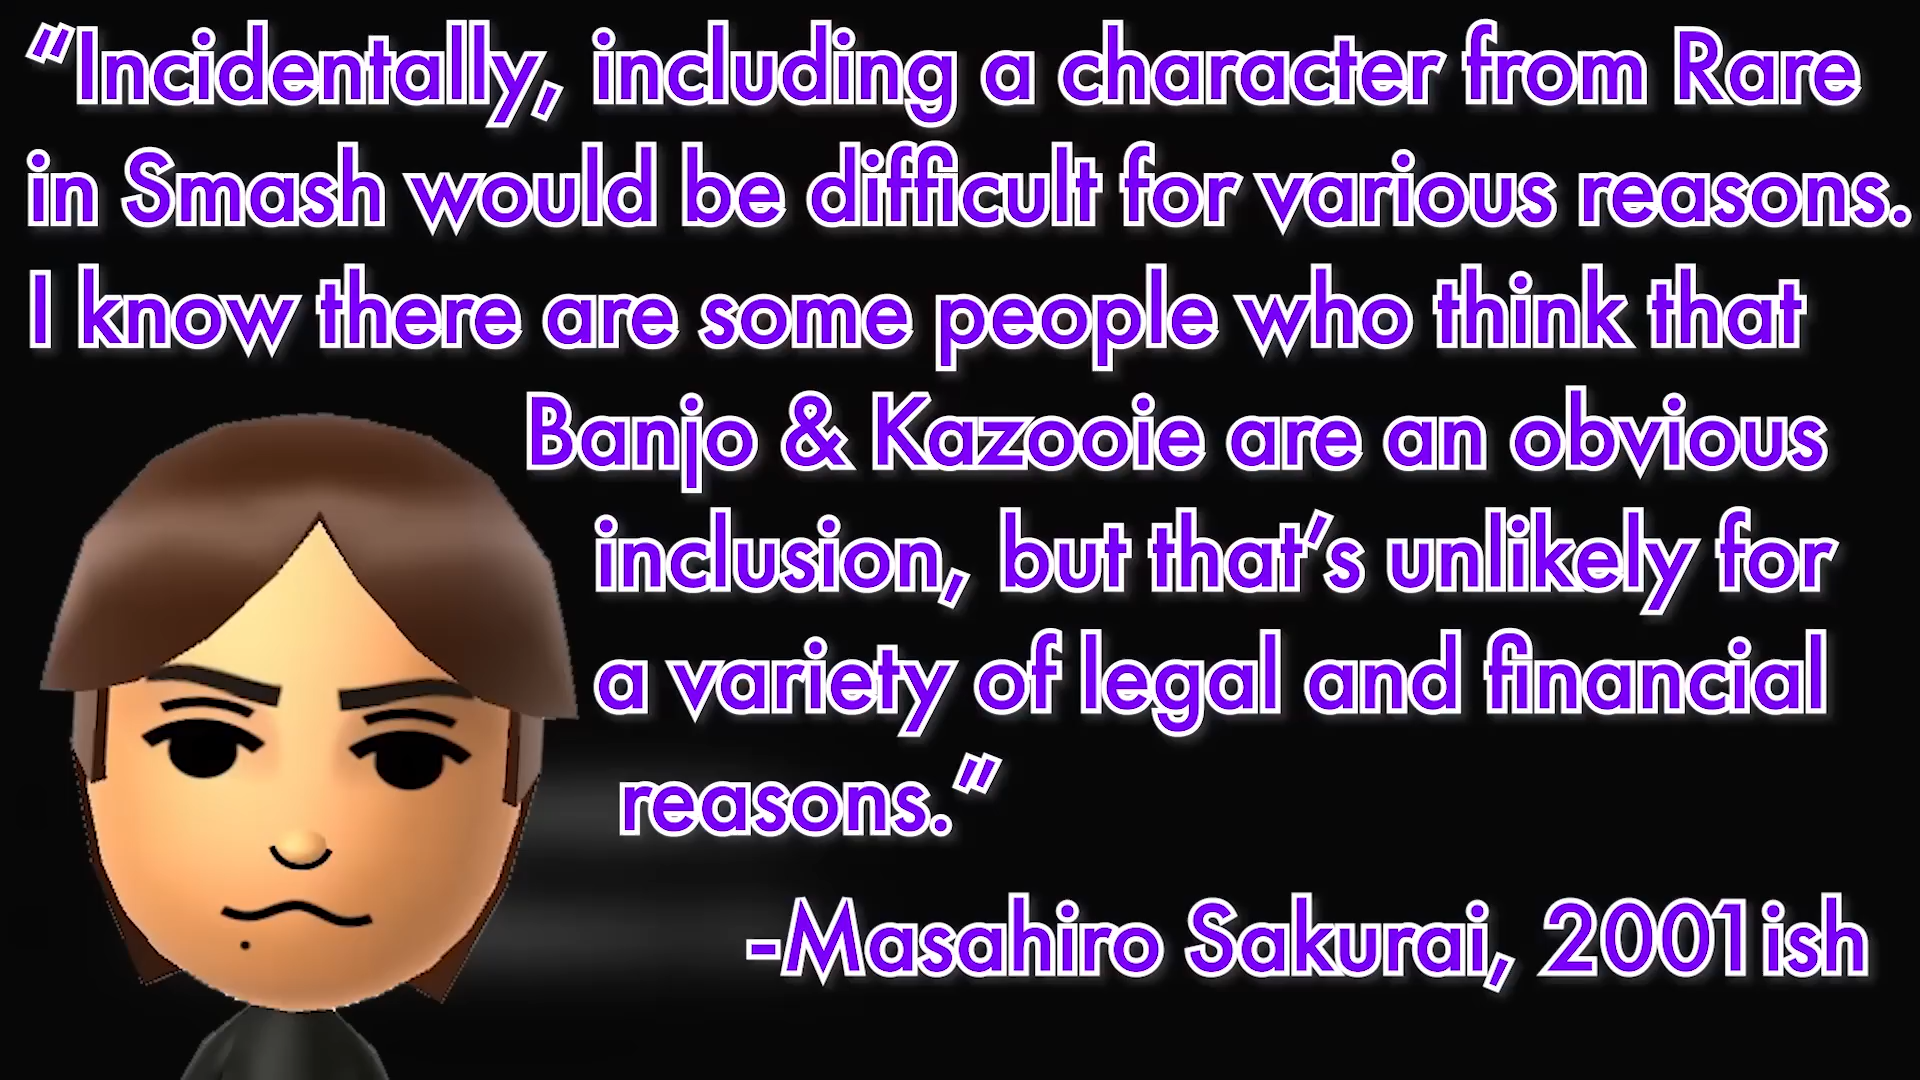 “Incidentally, including a character from Rare
in Smash would be difficult for various reasons.
I know there are some people who think that
Banjo & Kazooie are an obvious
inclusion, but that’s unlikely for
a variety of legal and financial
reasons.”
-Masahiro Sakurai, 2001ish